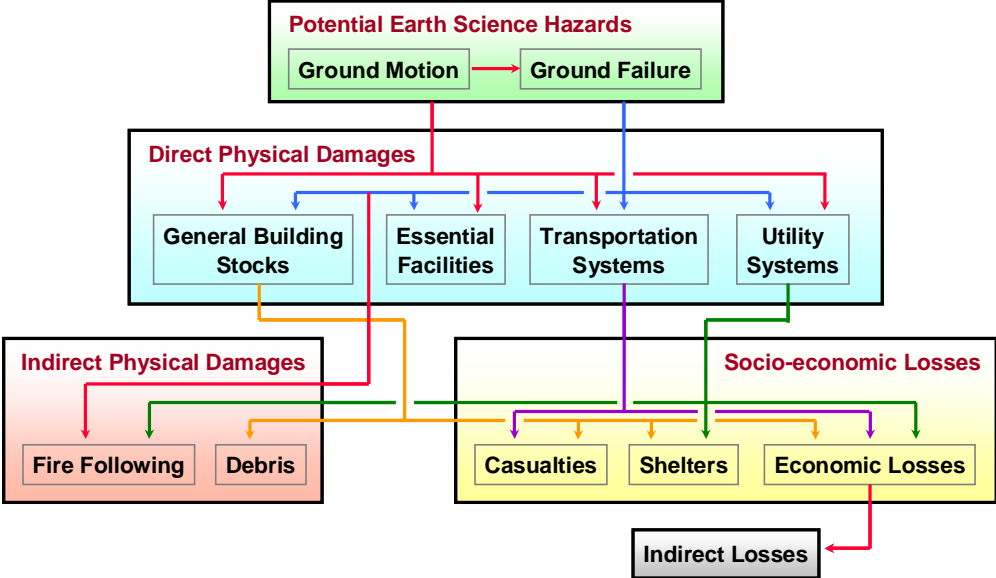 Potential Earth Science Hazards
Ground Motion
Ground Failure
Direct Physical Damages
General Building
Stocks
Essential
Facilities
Transportation
Systems
Utility
Systems
Indirect Physical Damages
Fire Following
Debris
Socio-economic Losses
Casualties
Shelters
Economic Losses
Indirect Losses